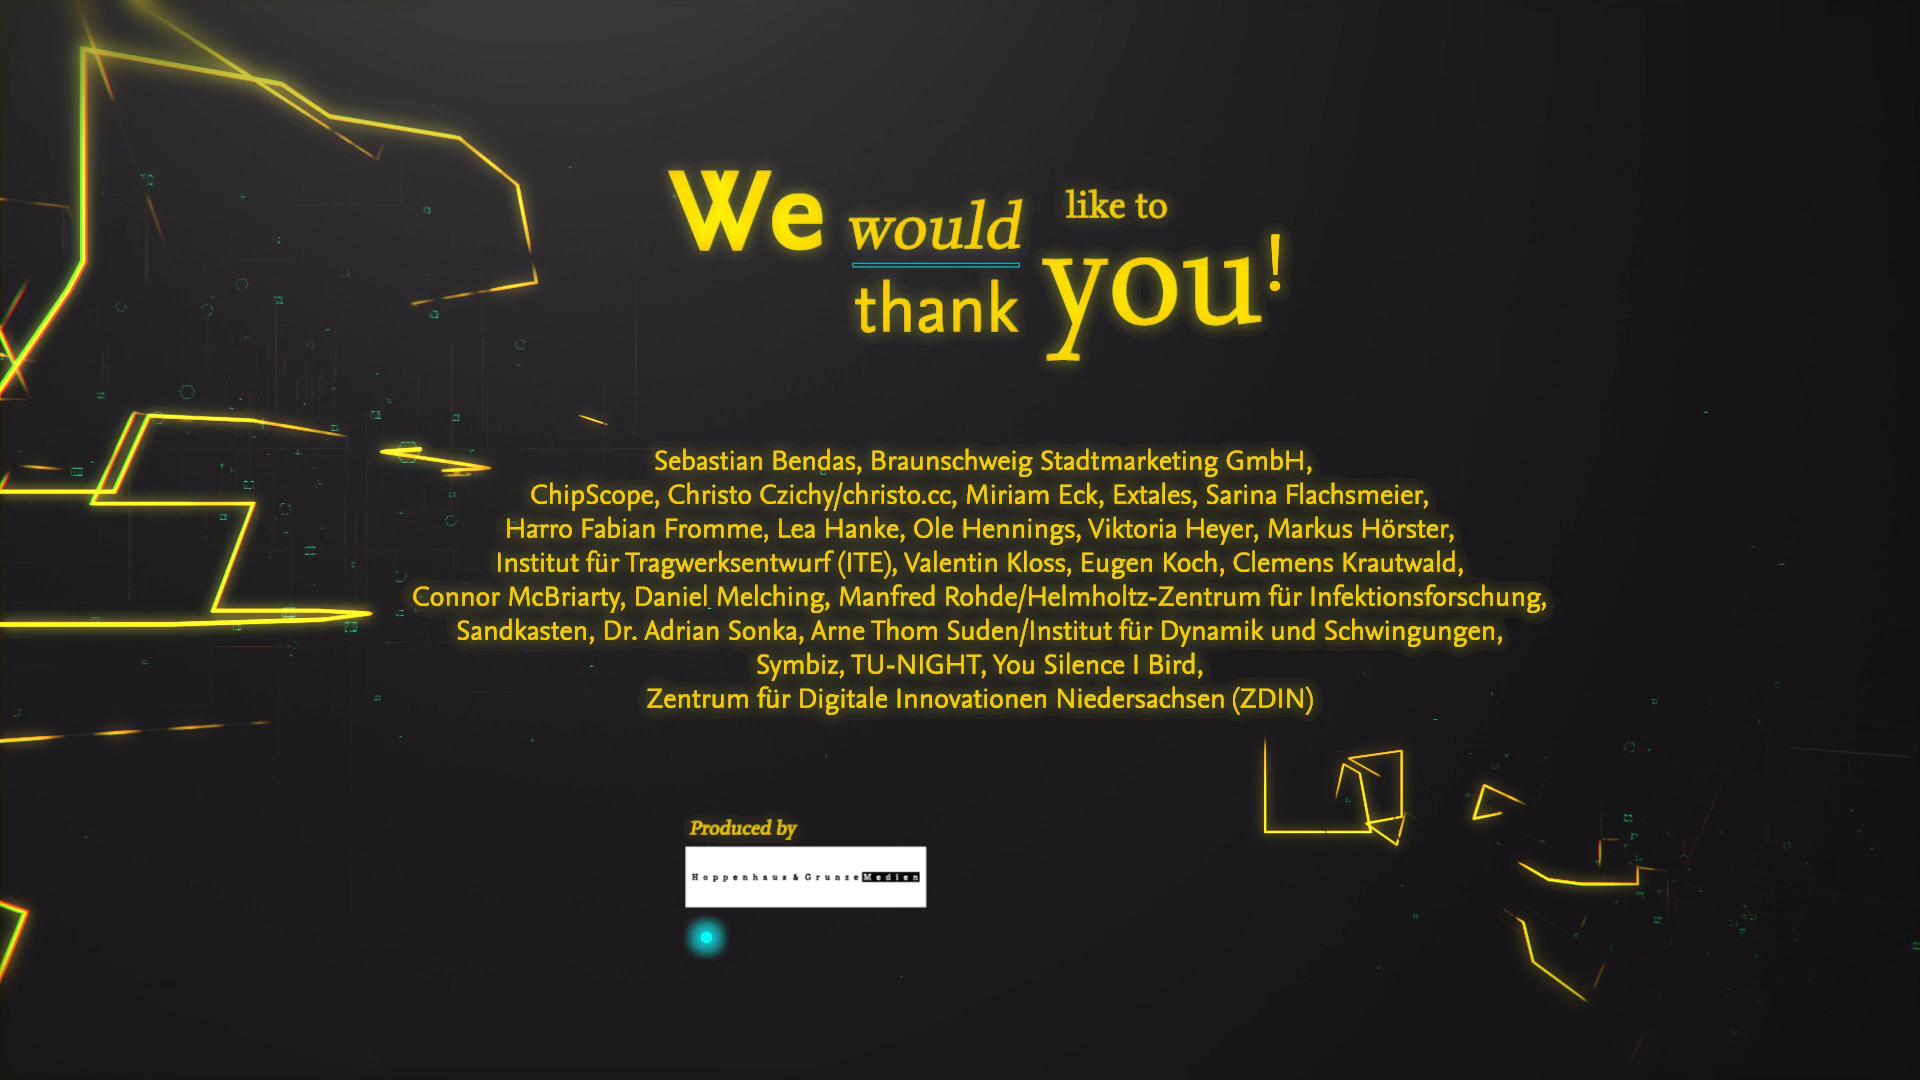 We would like to
thank you!
Sebastian Bendas, Braunschweig Stadtmarketing GmbH,
ChipScope, Christo Czichy/christo.cc, Miriam Eck, Extales, Sarina Flachsmeier,
Harro Fabian Fromme, Lea Hanke, Ole Hennings, Viktoria Heyer, Markus Hörster,
Institut für Tragwerksentwurf (ITE), Valentin Kloss, Eugen Koch, Clemens Krautwald,
Connor McBriarty, Daniel Melching, Manfred Rohde/Helmholtz-Zentrum für Infektionsforschung,
Sandkasten, Dr. Adrian Sonka, Arne Thom Suden/Institut für Dynamik und Schwingungen,
Symbiz, TU-NIGHT, You Silence I Bird,
Zentrum für Digitale Innovationen Niedersachsen (ZDIN)
Produced by
Hoppenhaus & Grunze Medien